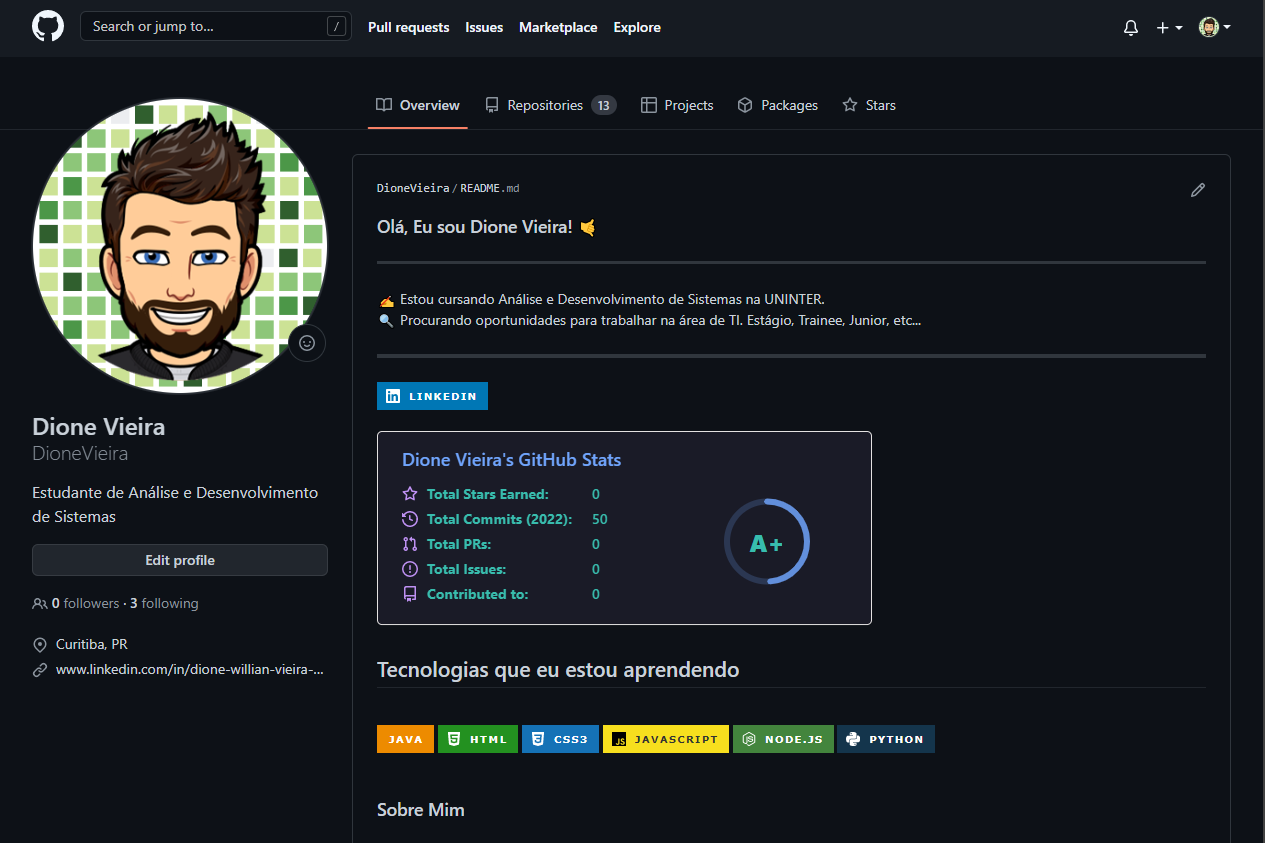 Search or jump to... /
Pull requests Issues Marketplace Explore
Overview Repositories 13 Projects Packages Stars
Dione Vieira
DioneVieira
Estudante de Análise e Desenvolvimento
de Sistemas
Edit profile
0 followers · 3 following
Curitiba, PR
www.linkedin.com/in/dione-willian-vieira-...
DioneVieira/README.md
Olá, Eu sou Dione Vieira! 🤙
✍ Estou cursando Análise e Desenvolvimento de Sistemas na UNINTER.
🔍 Procurando oportunidades para trabalhar na área de TI. Estágio, Trainee, Junior, etc...
in LINKEDIN
Dione Vieira's GitHub Stats
Total Stars Earned: 0
Total Commits (2022): 50
Total PRs: 0
Total Issues: 0
Contributed to: 0
A+
Tecnologias que eu estou aprendendo
JAVA 5 HTML 3 CSS3 JS JAVASCRIPT JS NODE.JS PYTHON
Sobre Mim